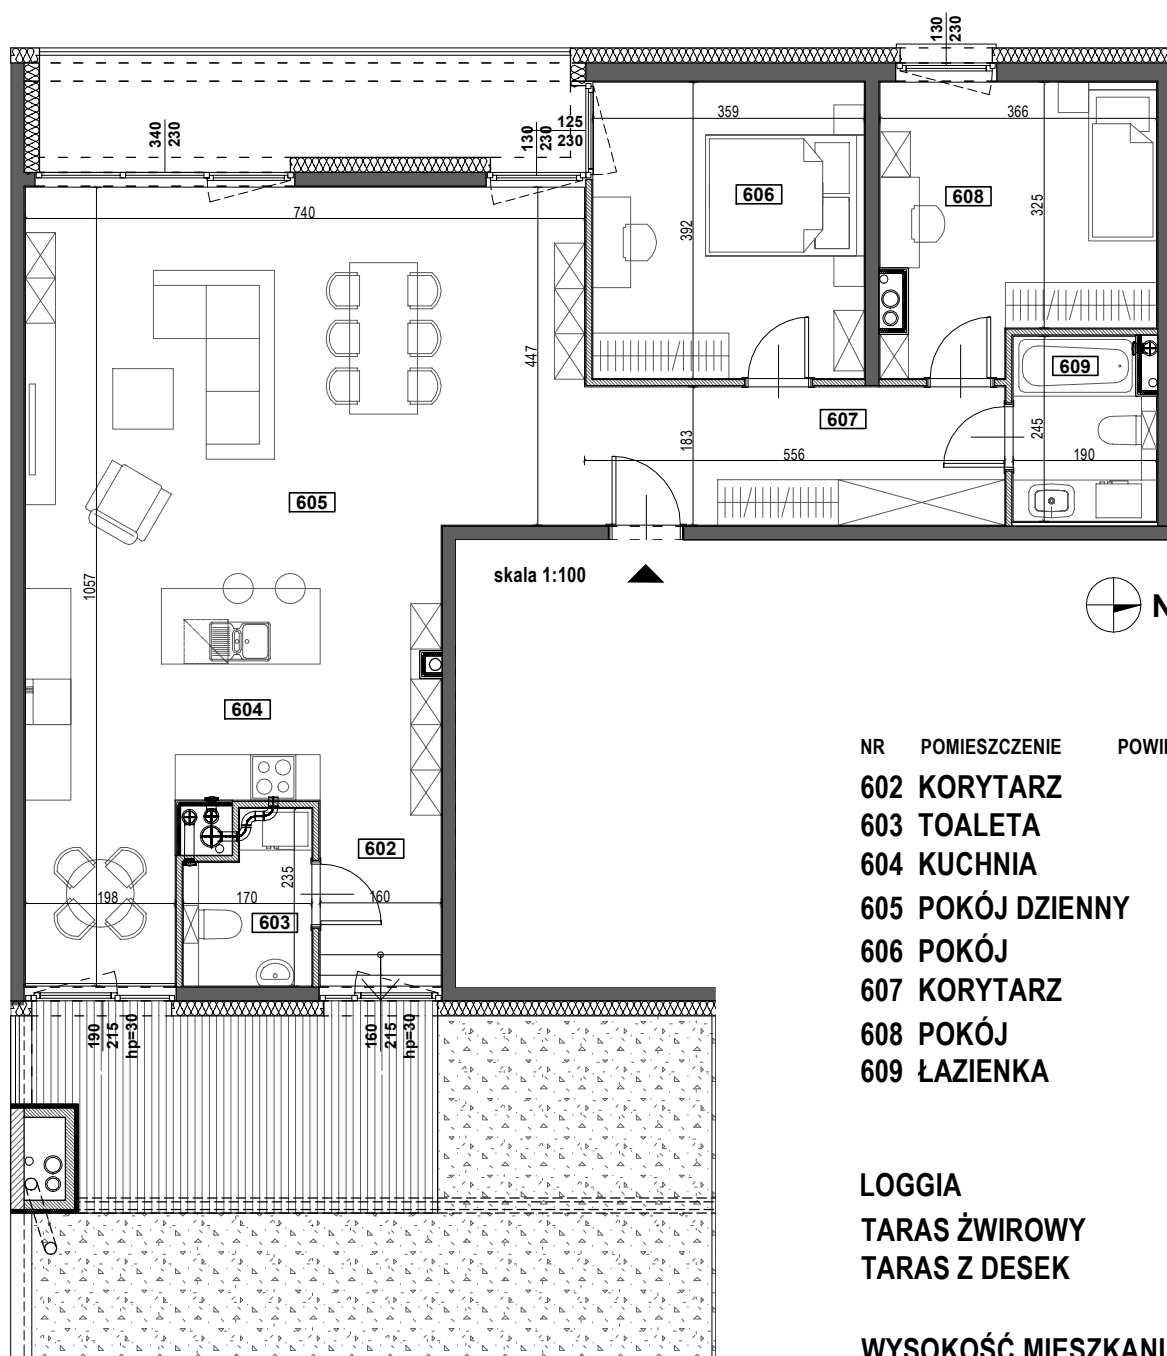 130
230
340
230
130
230
125
230
359
366
606
608
392
325
740
447
609
607
183
245
556
190
605
skala 1:100
1057
N
604
NR POMIESZCZENIE
602 KORYTARZ
603 TOALETA
604 KUCHNIA
605 POKÓJ DZIENNY
606 POKÓJ
607 KORYTARZ
608 POKÓJ
609 ŁAZIENKA
602
235
198
170
160
603
190
215
hp=30
160
215
hp=30
LOGGIA
TARAS ŻWIROWY
TARAS Z DESEK
WYSOKOŚĆ